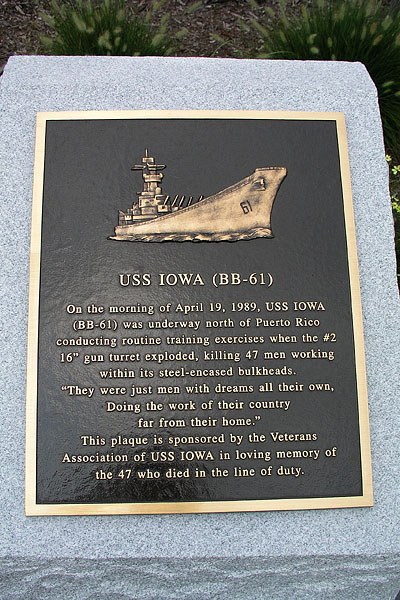 61
USS IOWA (BB-61)
On the morning of April 19, 1989, USS IOWA
(BB-61) was underway north of Puerto Rico
conducting routine training exercises when the #2
16” gun turret exploded, killing 47 men working
within its steel-encased bulkheads.
“They were just men with dreams all their own,
Doing the work of their country
far from their home.”
This plaque is sponsored by the Veterans
Association of USS IOWA in loving memory of
the 47 who died in the line of duty.